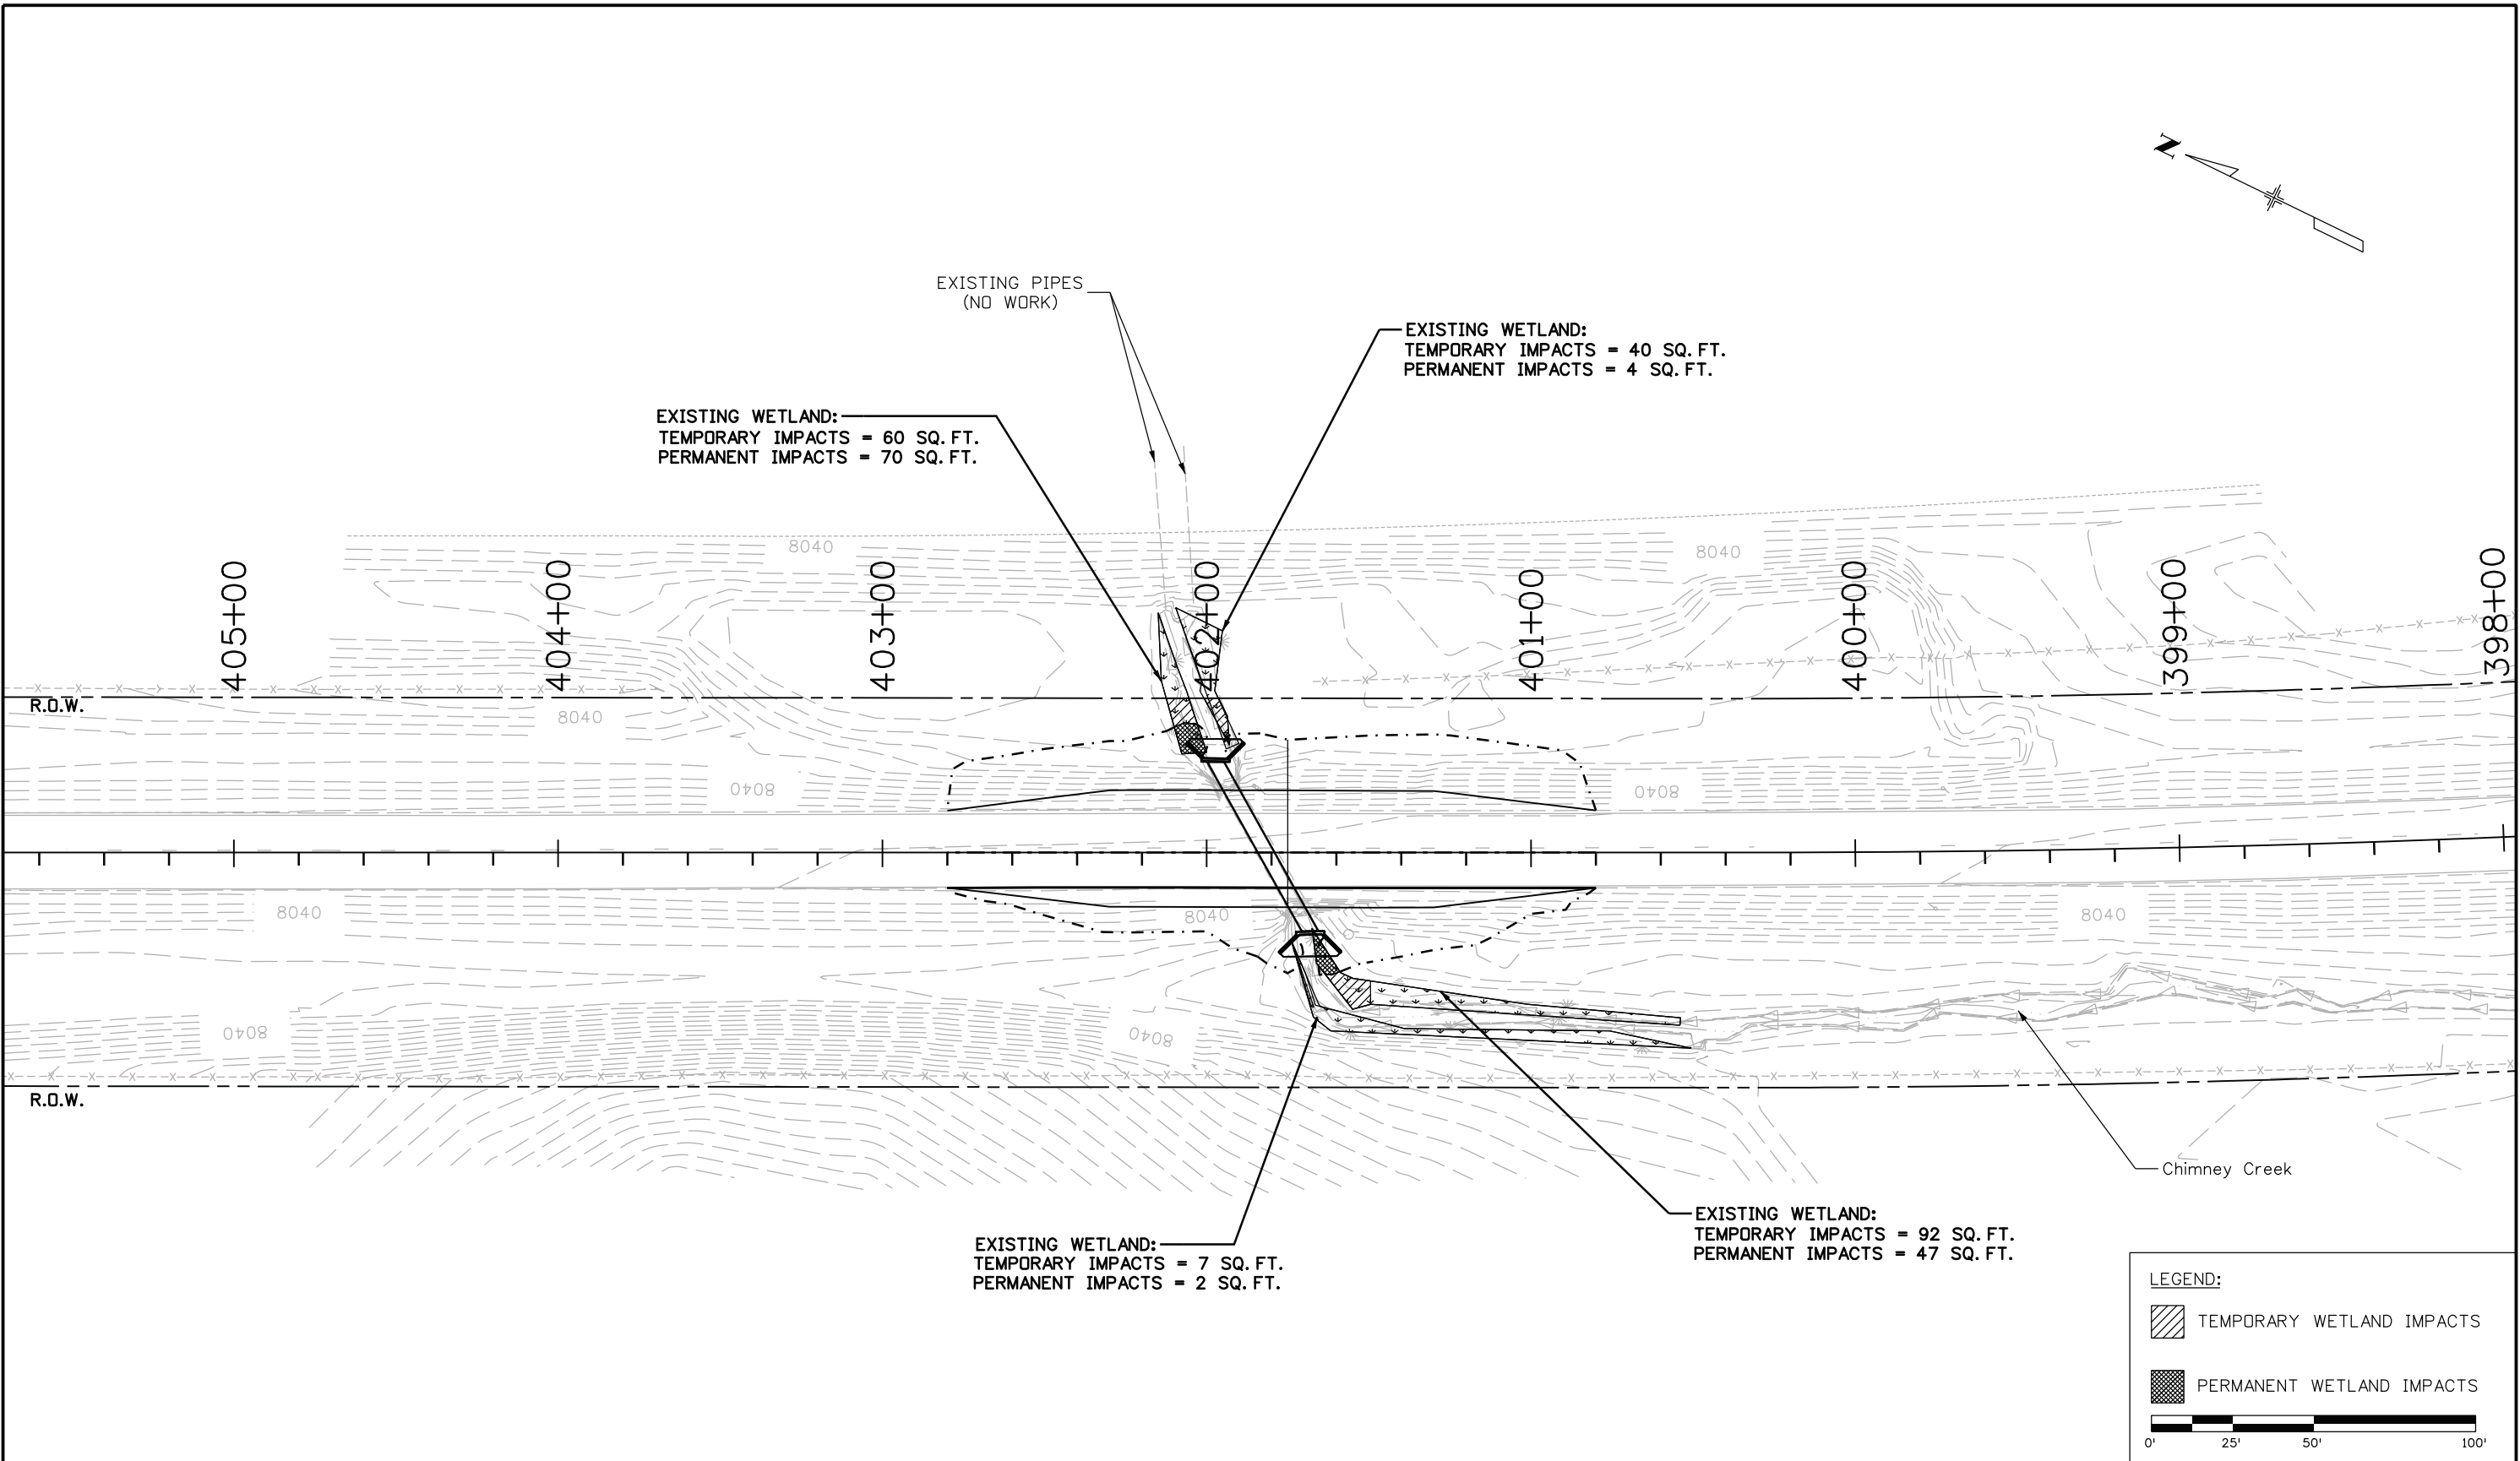 N
EXISTING PIPES
(NO WORK)
EXISTING WETLAND:
TEMPORARY IMPACTS = 40 SQ.FT.
PERMANENT IMPACTS = 4 SQ.FT.
EXISTING WETLAND:
TEMPORARY IMPACTS = 60 SQ.FT.
PERMANENT IMPACTS = 70 SQ.FT.
8040
8040
405+00
404+00
403+00
402+00
401+00
400+00
399+00
398+00
R.O.W.
8040
8040
8040
8040
8040
8040
8040
8040
R.O.W.
Chimney Creek
EXISTING WETLAND:
TEMPORARY IMPACTS = 92 SQ.FT.
PERMANENT IMPACTS = 47 SQ.FT.
EXISTING WETLAND:
TEMPORARY IMPACTS = 7 SQ.FT.
PERMANENT IMPACTS = 2 SQ.FT.
LEGEND:
TEMPORARY WETLAND IMPACTS
PERMANENT WETLAND IMPACTS
0' 25' 50' 100'